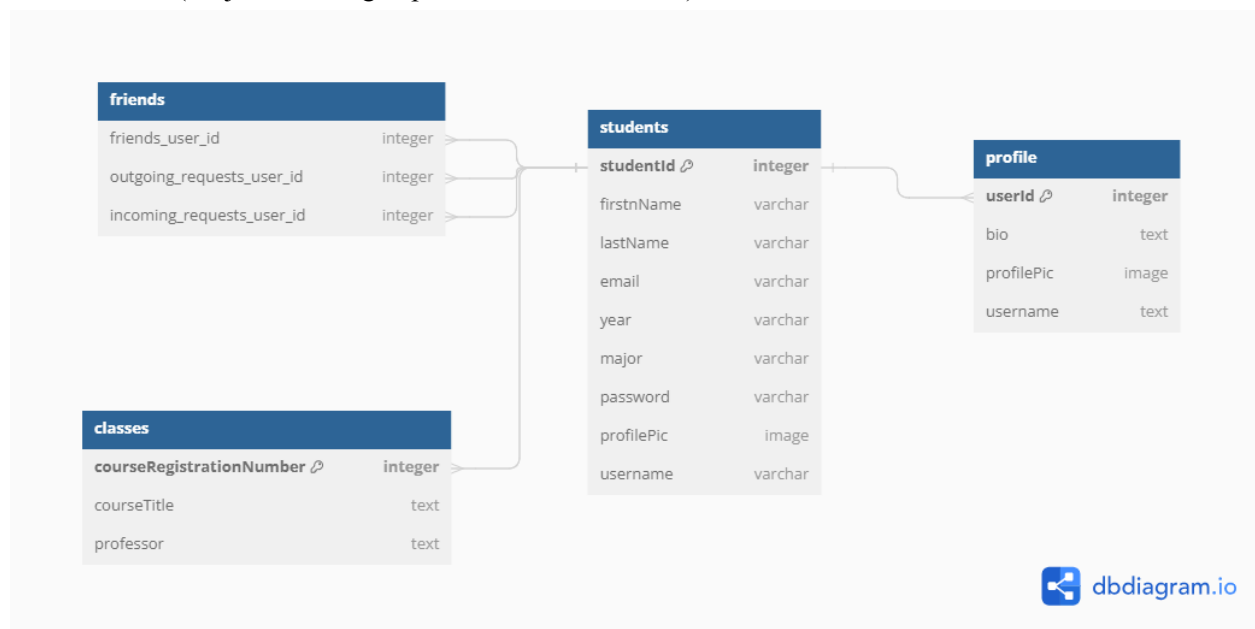 friends
friends_user_id integer
outgoing_requests_user_id integer
incoming_requests_user_id integer
students
studentId integer
firstnName varchar
lastName varchar
email varchar
year varchar
major varchar
password varchar
profilePic image
username varchar
profile
userId integer
bio text
profilePic image
username text
classes
courseRegistrationNumber integer
courseTitle text
professor text
dbdiagram.io